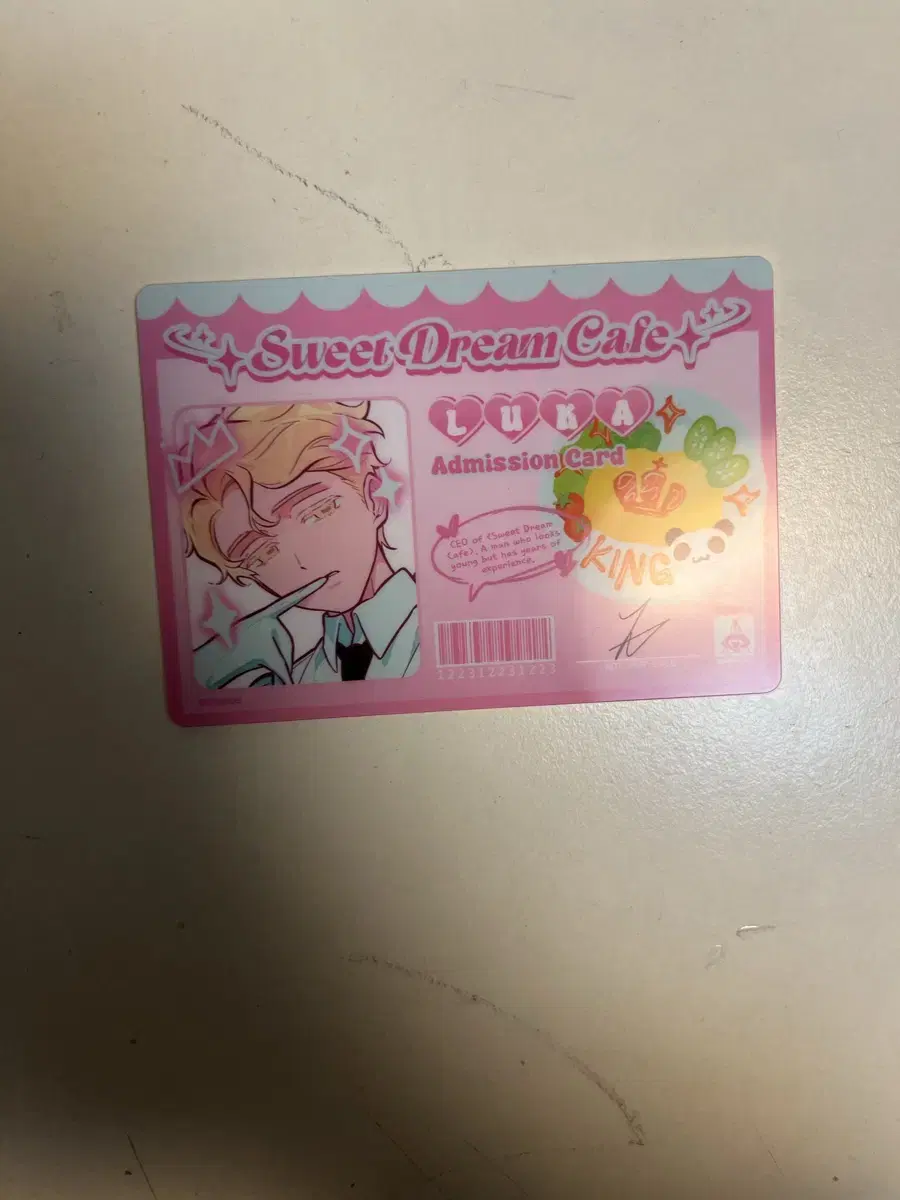 Sweet Dream Cafe
LUKA
Admission Card
CEO of <Sweet Dream
Cafe>. A man who looks
young but has years of
experience.
KING
122312231223